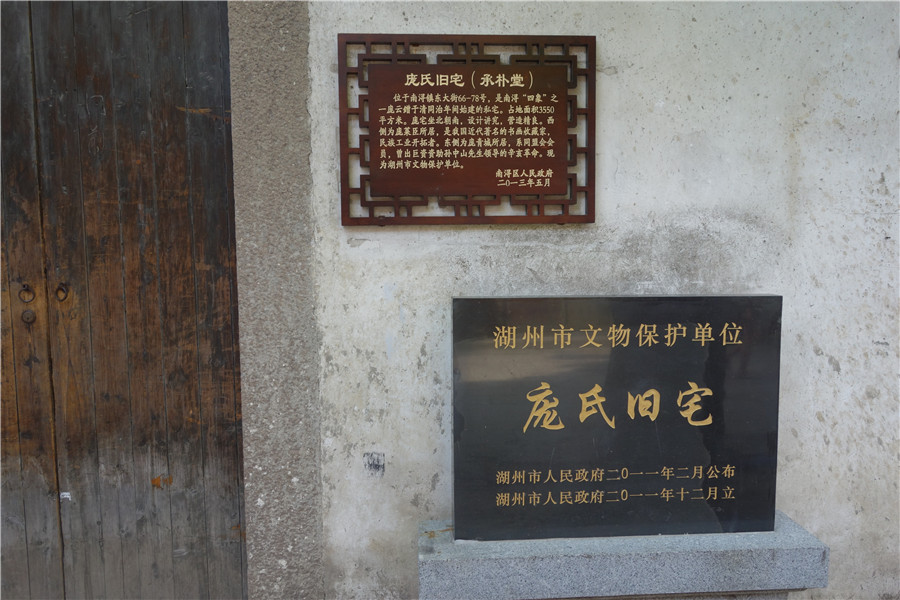 庞氏旧宅（承朴堂）
位于南浔镇东大街66-78号，是南浔“四象”之
一庞云鏳于清同治年间始建的私宅。占地面积3550
平方米。庞宅坐北朝南，设计讲究，营造精良。西
侧为庞莱臣所居，是我国近代著名的书画收藏家，
民族工业开拓者。东侧为庞青城所居，系同盟会会
员，曾出巨资资助孙中山先生领导的辛亥革命。现
为湖州市文物保护单位。
南浔区人民政府
二〇一三年五月
湖州市文物保护单位
庞氏旧宅
湖州市人民政府二〇一一年二月公布
湖州市人民政府二〇一一年十二月立